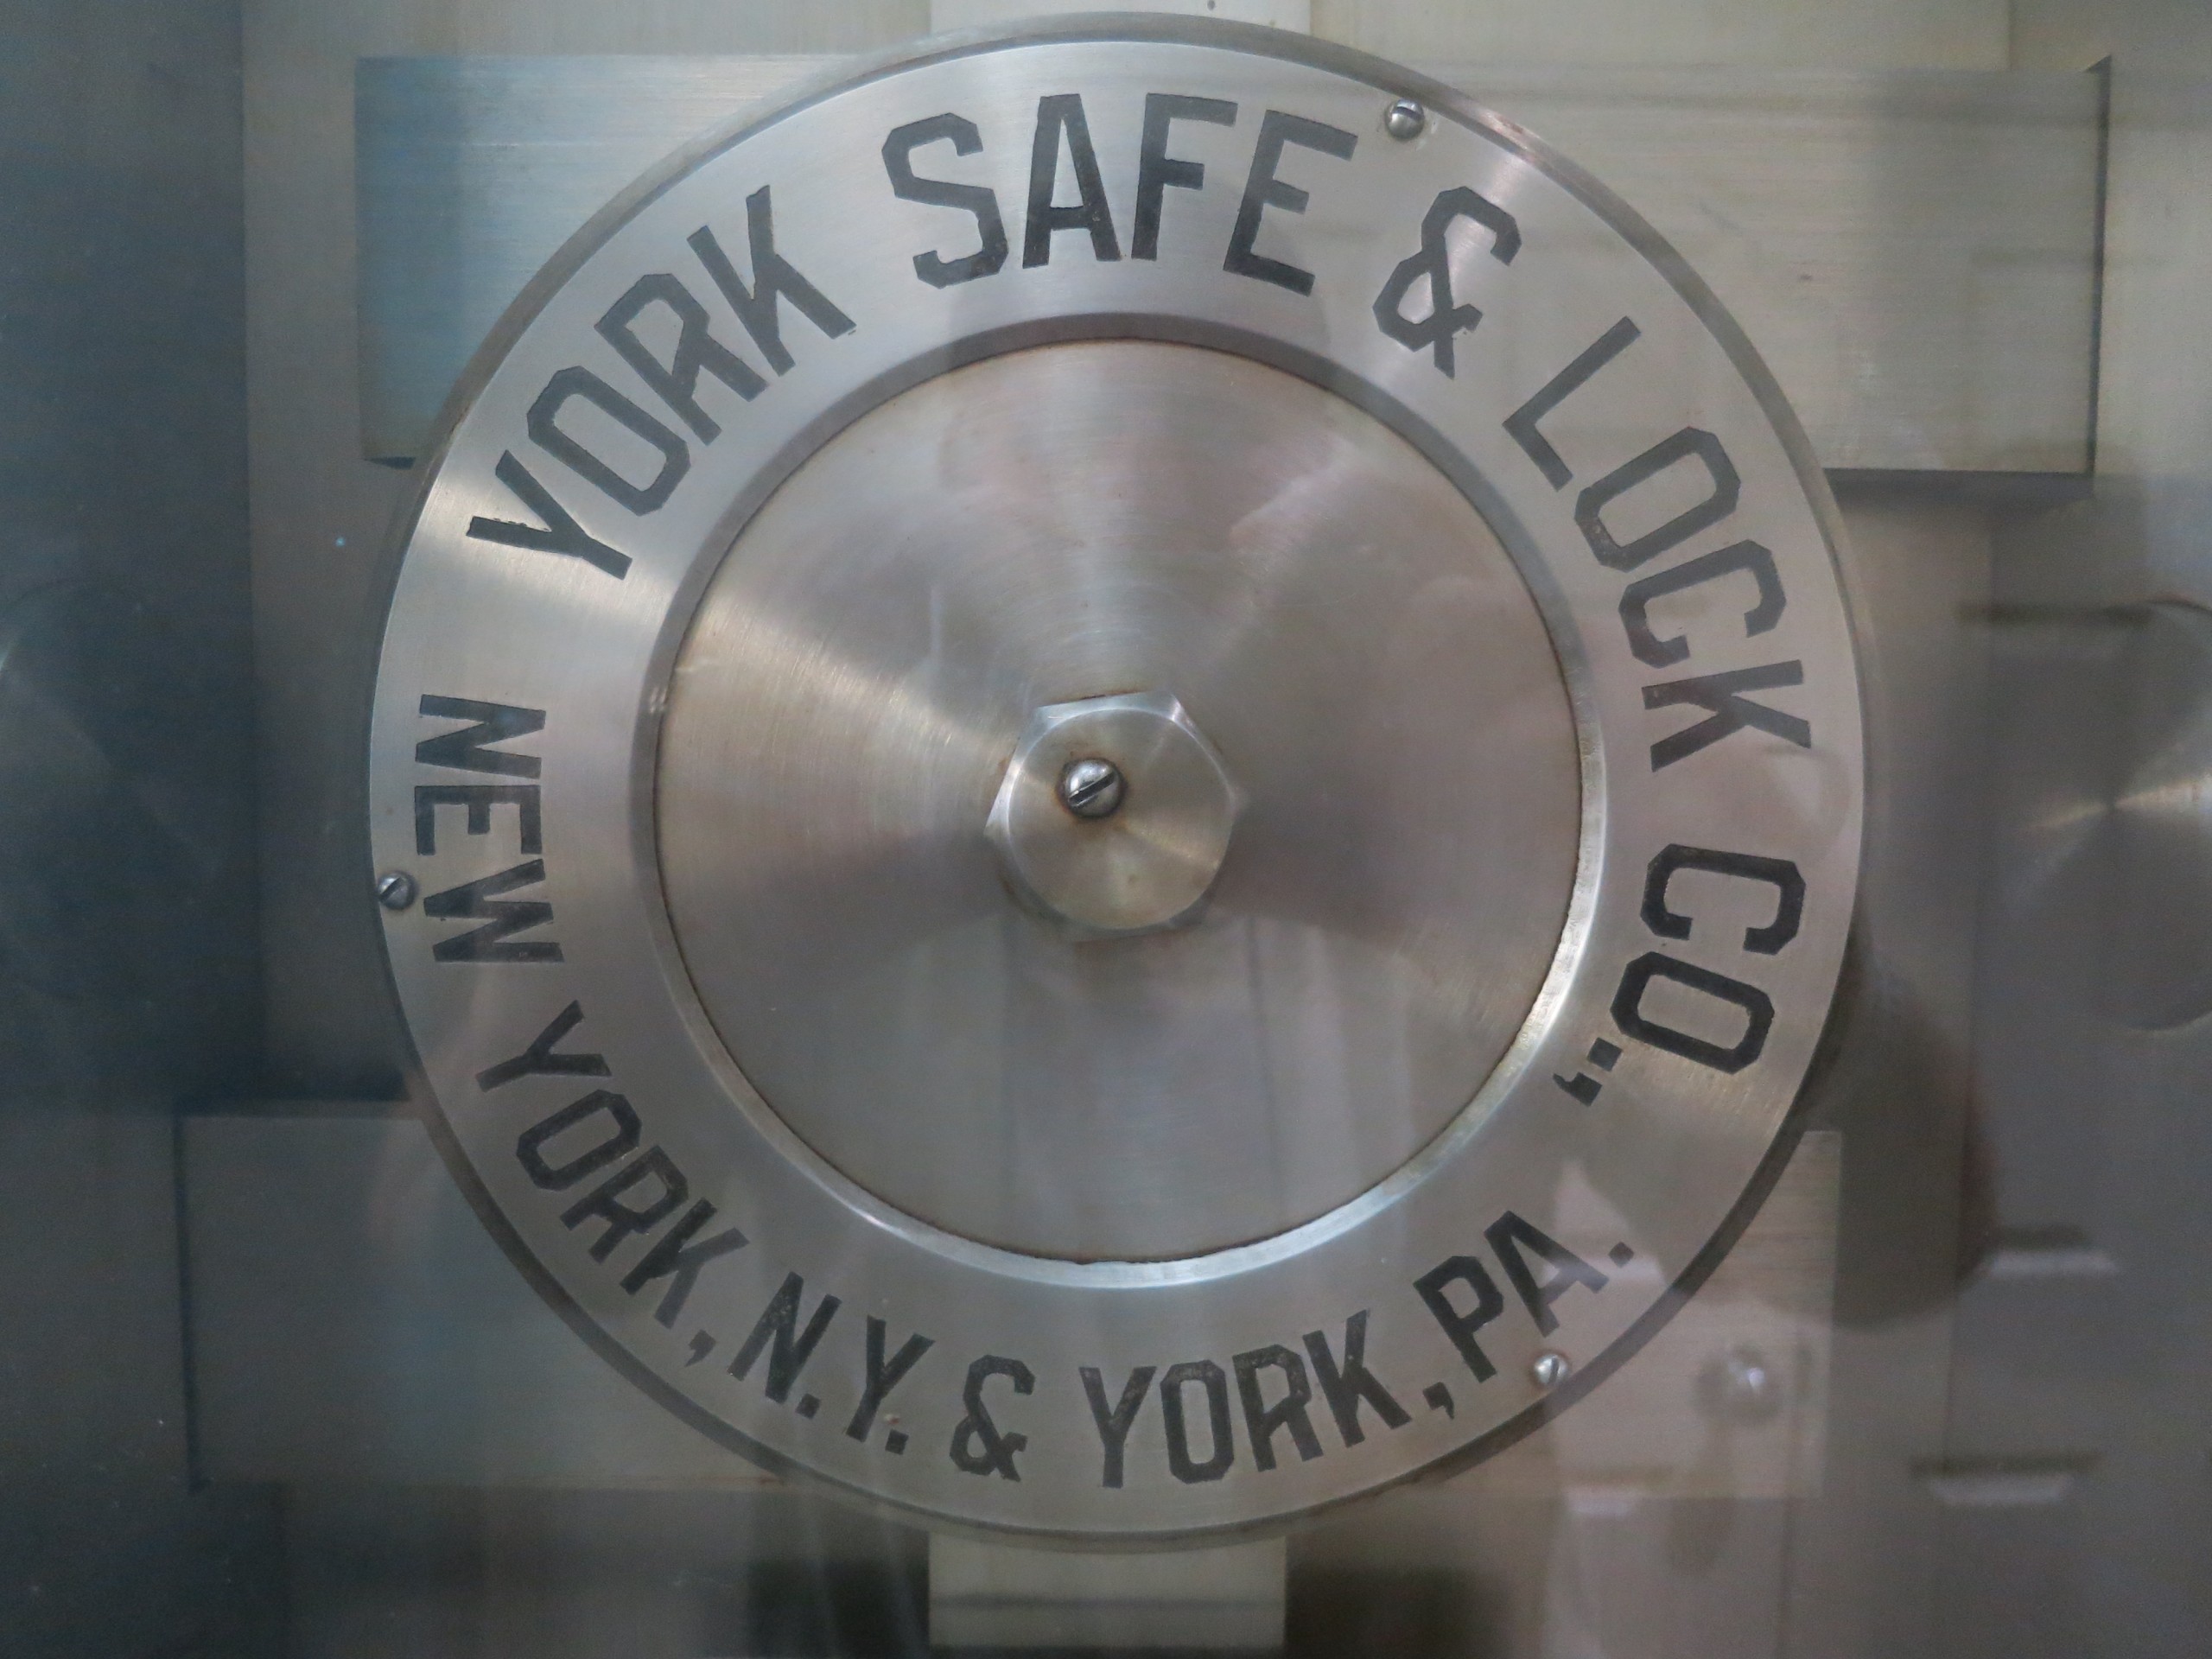 YORK SAFE & LOCK CO.,
NEW YORK, N.Y. & YORK, PA.